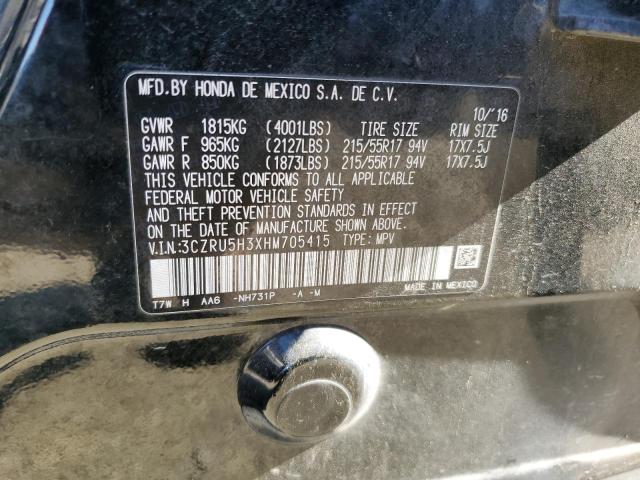 MFD.BY HONDA DE MEXICO S.A. DE C.V.
10/'16
GVWR 1815KG (4001LBS) TIRE SIZE RIM SIZE
GAWR F 965KG (2127LBS) 215/55R17 94V 17X7.5J
GAWR R 850KG (1873LBS) 215/55R17 94V 17X7.5J
THIS VEHICLE CONFORMS TO ALL APPLICABLE
FEDERAL MOTOR VEHICLE SAFETY
AND THEFT PREVENTION STANDARDS IN EFFECT
ON THE DATE OF MANUFACTURE SHOWN ABOVE.
V.I.N.:3CZRU5H3XHM705415 TYPE: MPV
T7W H AA6 -NH731P -A -M MADE IN MEXICO